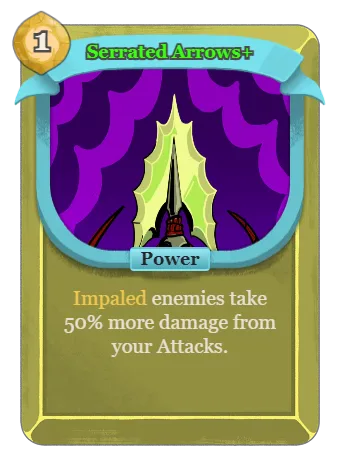 1
Serrated Arrows+
Power
Impaled enemies take
50% more damage from
your Attacks.